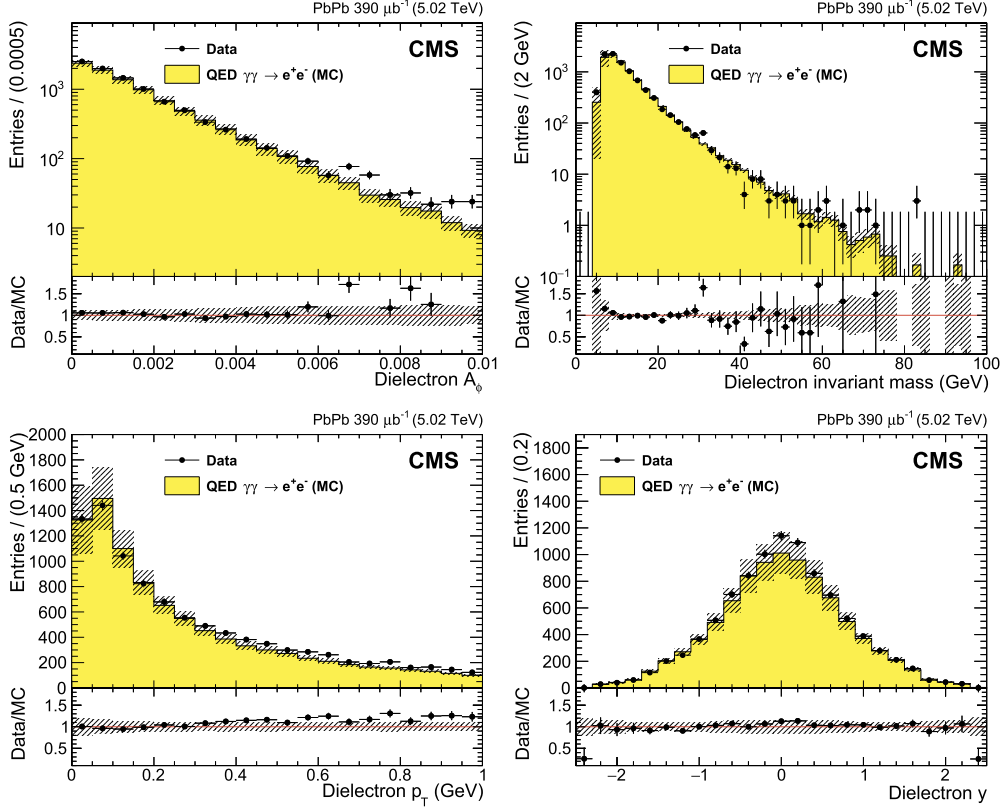 PbPb 390 μb⁻¹ (5.02 TeV)
CMS
Data
QED γγ → e⁺e⁻ (MC)
Entries / (0.0005)
10³
10²
10
Data/MC
1.5
1
0.5
0 0.002 0.004 0.006 0.008 0.01
Dielectron A_ϕ
PbPb 390 μb⁻¹ (5.02 TeV)
CMS
Data
QED γγ → e⁺e⁻ (MC)
Entries / (2 GeV)
10³
10²
10
1
10⁻¹
Data/MC
1.5
1
0.5
20 40 60 80 100
Dielectron invariant mass (GeV)
PbPb 390 μb⁻¹ (5.02 TeV)
CMS
Data
QED γγ → e⁺e⁻ (MC)
Entries / (0.5 GeV)
2000
1800
1600
1400
1200
1000
800
600
400
200
0
Data/MC
1.5
1
0.5
0 0.2 0.4 0.6 0.8 1
Dielectron p_T (GeV)
PbPb 390 μb⁻¹ (5.02 TeV)
CMS
Data
QED γγ → e⁺e⁻ (MC)
Entries / (0.2)
1800
1600
1400
1200
1000
800
600
400
200
0
Data/MC
1.5
1
0.5
−2 −1 0 1 2
Dielectron y